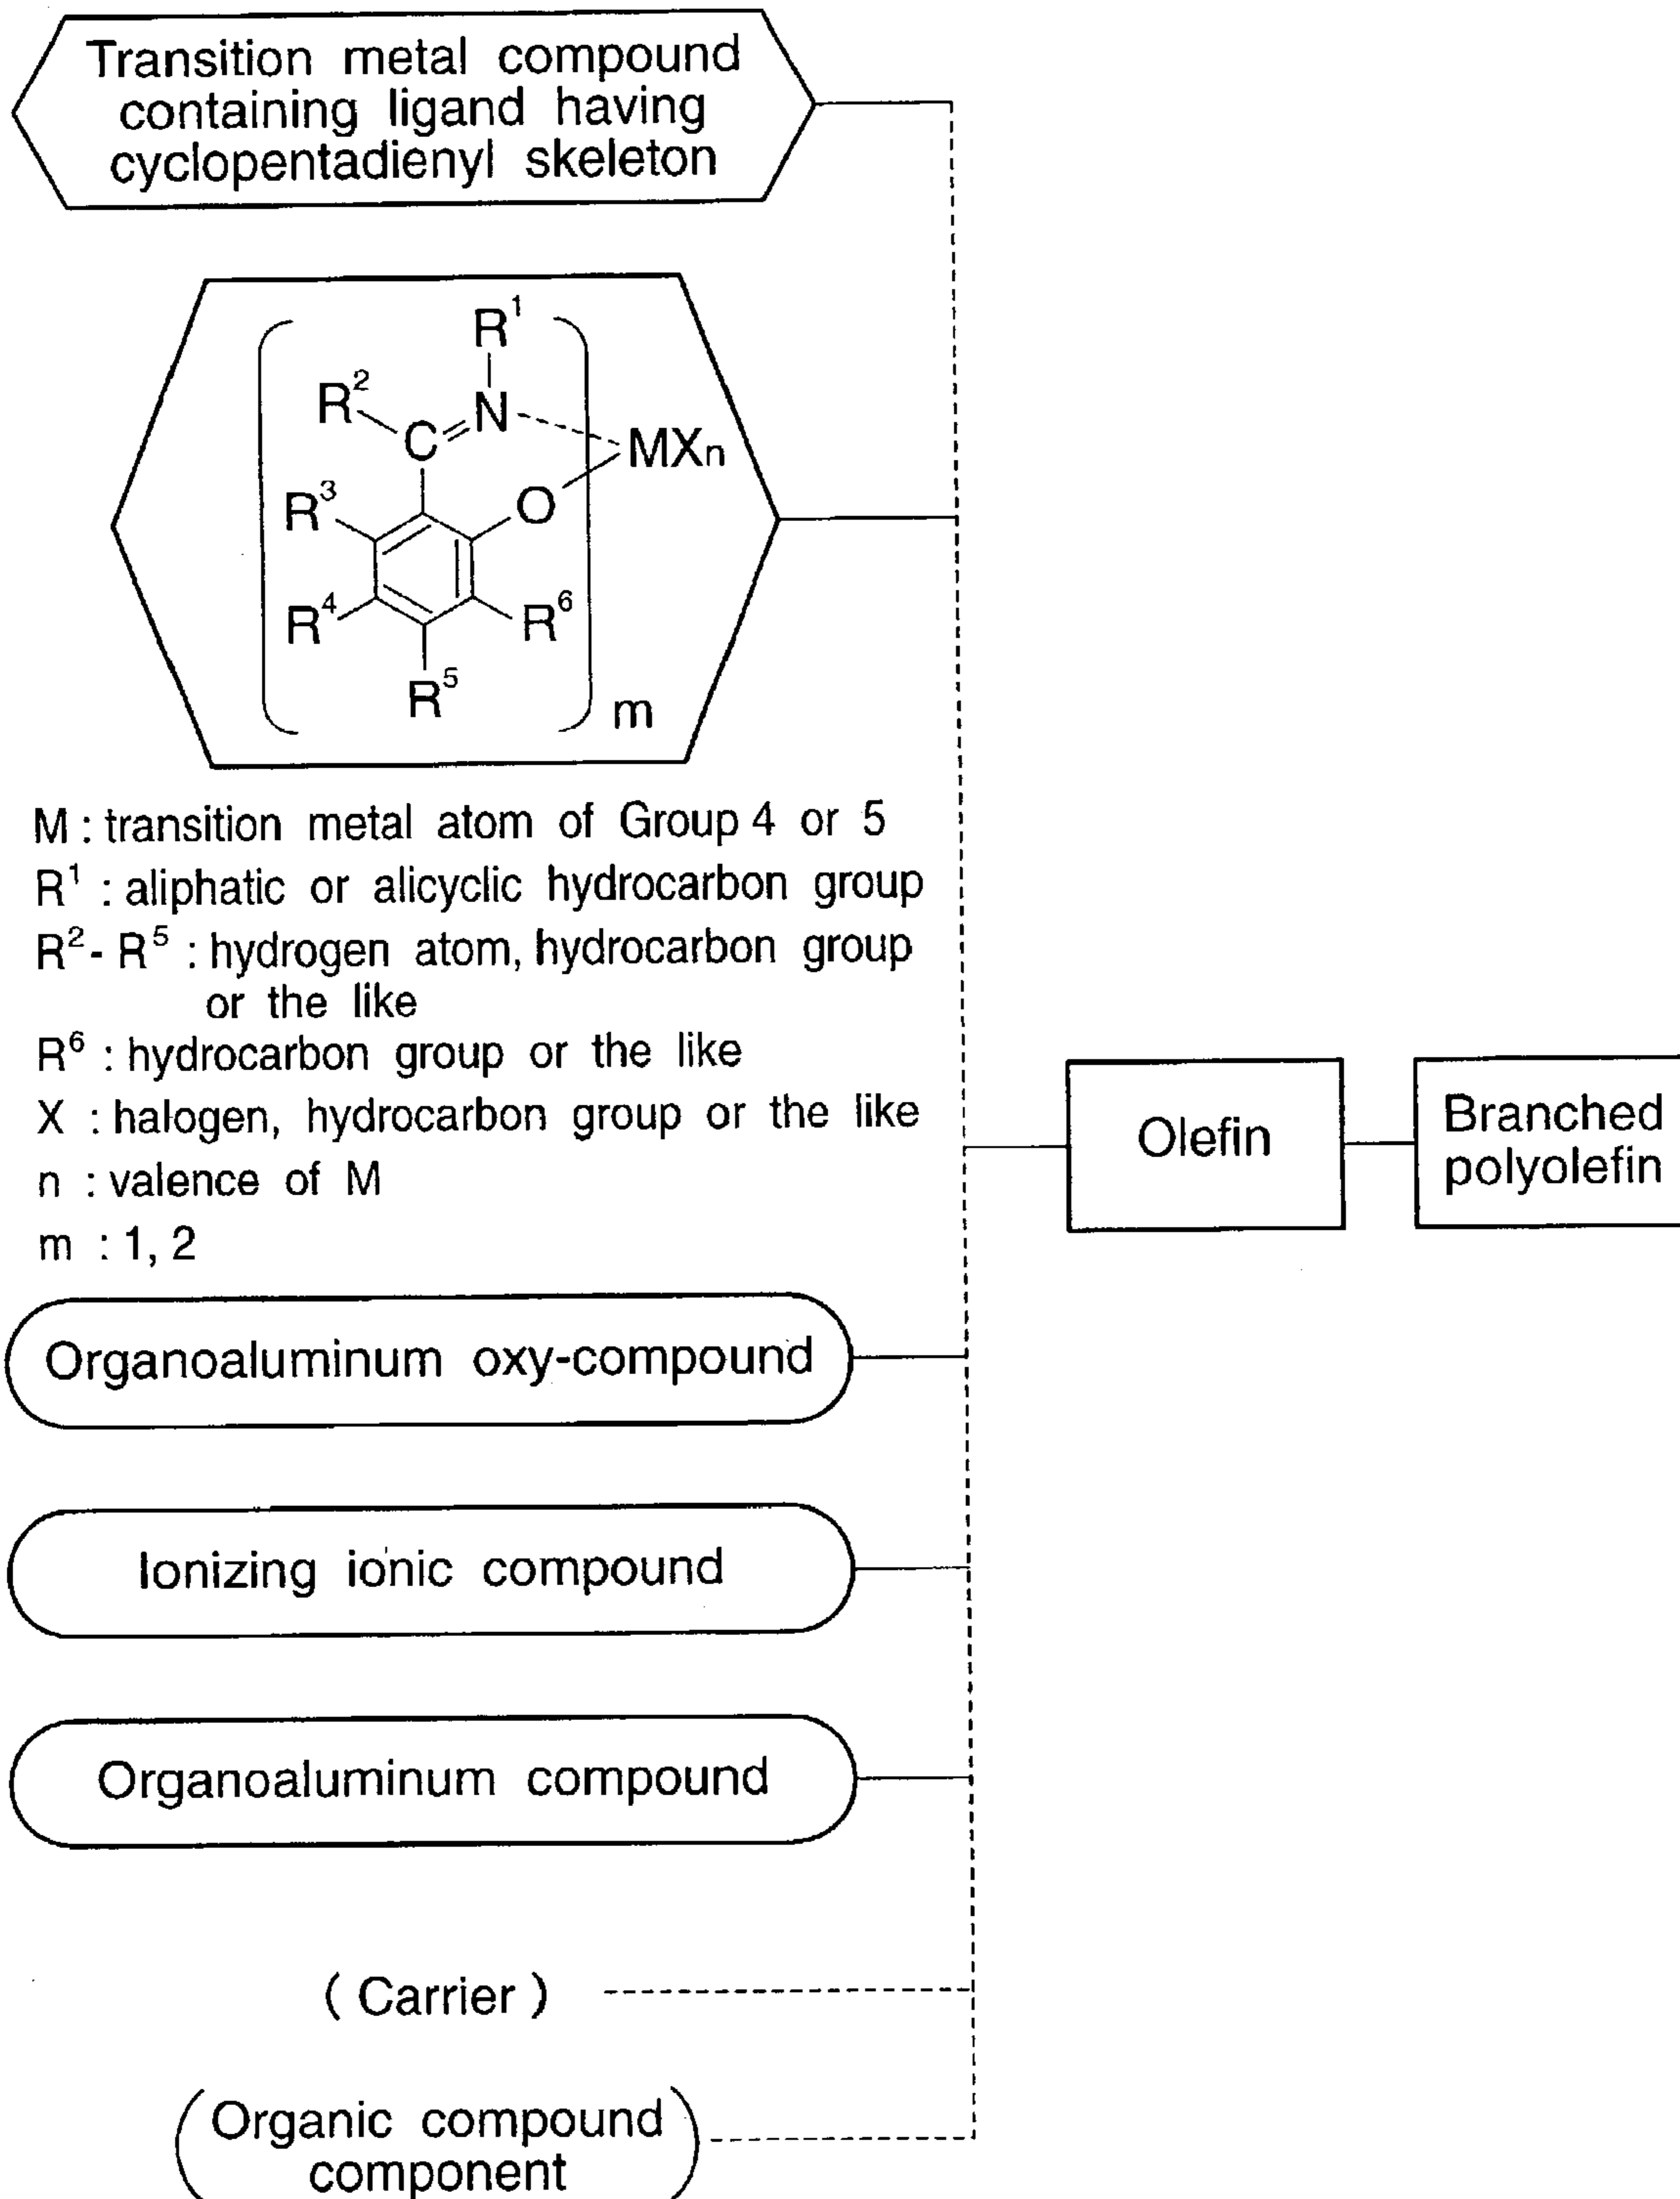 Transition metal compound
containing ligand having
cyclopentadienyl skeleton
R¹
R²
C=N
MXn
R³
O
R⁴
R⁶
R⁵
m
M : transition metal atom of Group 4 or 5
R¹ : aliphatic or alicyclic hydrocarbon group
R² - R⁵ : hydrogen atom, hydrocarbon group
or the like
R⁶ : hydrocarbon group or the like
X : halogen, hydrocarbon group or the like
n : valence of M
m : 1, 2
Olefin
Branched
polyolefin
Organoaluminum oxy-compound
Ionizing ionic compound
Organoaluminum compound
( Carrier )
(Organic compound
component)